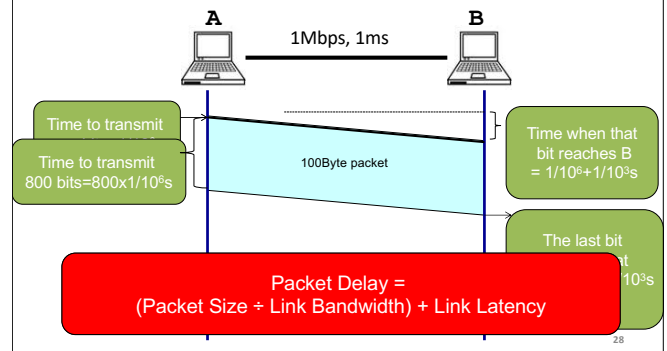 A
B
1Mbps, 1ms
Time to transmit
Time to transmit
800 bits=800x1/10⁶s
100Byte packet
Time when that
bit reaches B
= 1/10⁶+1/10³s
The last bit
/10³s
Packet Delay =
(Packet Size ÷ Link Bandwidth) + Link Latency
28